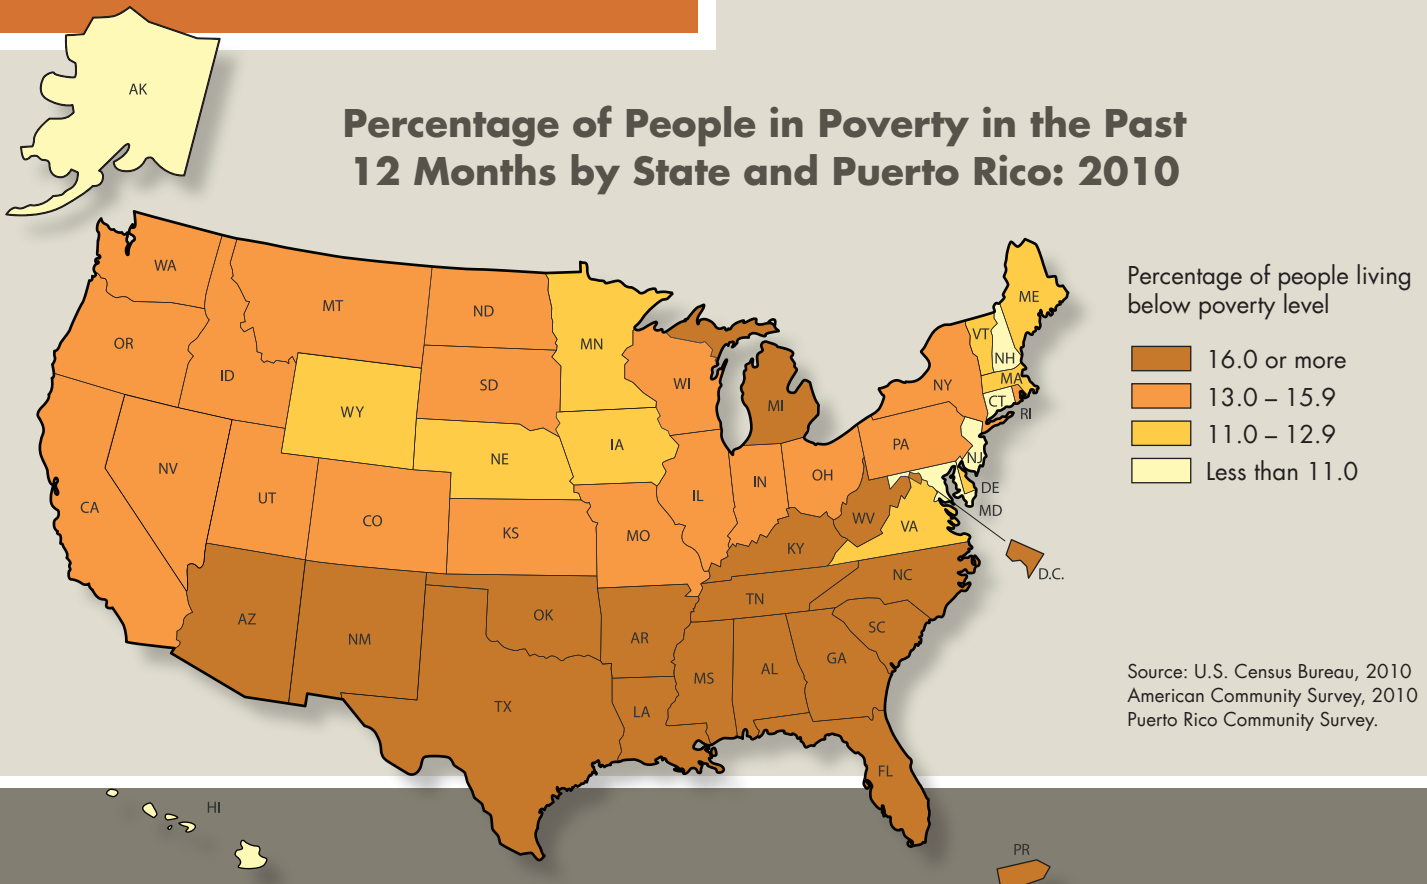 AK
Percentage of People in Poverty in the Past
12 Months by State and Puerto Rico: 2010
WA
MT
ND
MN
ME
VT
NH
OR
ID
SD
WI
NY
MA
WY
MI
CT
RI
NE
IA
PA
NV
UT
CO
IL
IN
OH
NJ
CA
KS
MO
WV
VA
DE
MD
KY
D.C.
AZ
NM
OK
AR
TN
NC
SC
TX
LA
MS
AL
GA
FL
HI
PR
Percentage of people living
below poverty level
16.0 or more
13.0 – 15.9
11.0 – 12.9
Less than 11.0
Source: U.S. Census Bureau, 2010
American Community Survey, 2010
Puerto Rico Community Survey.